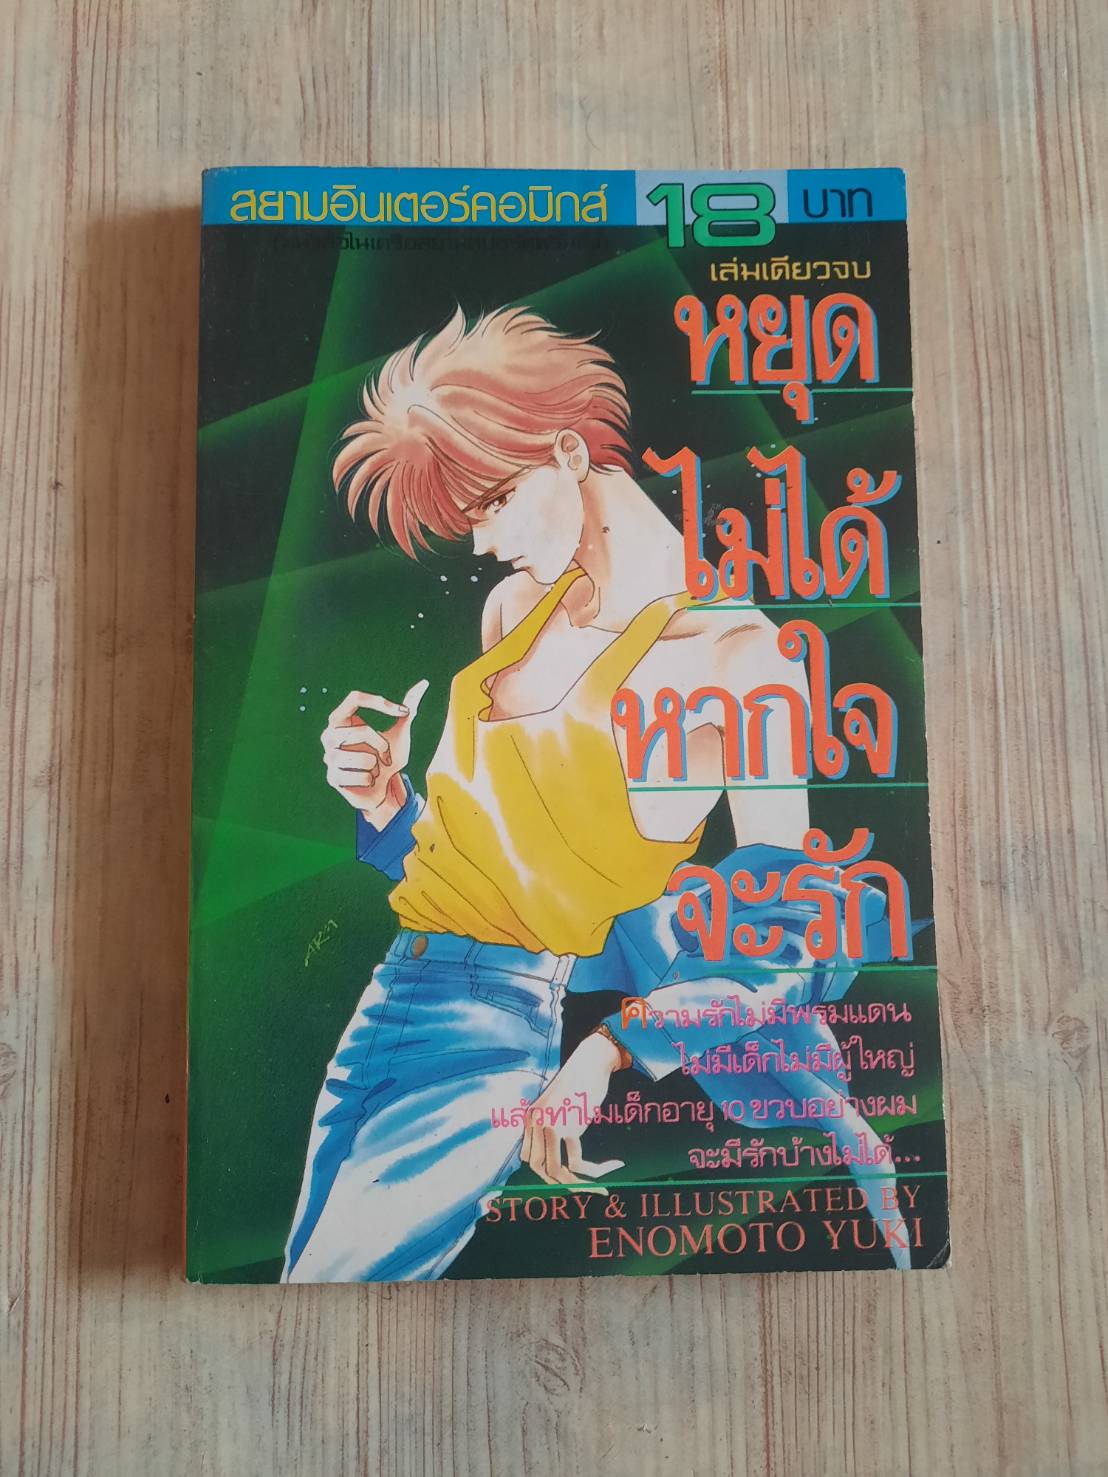 สยามอินเตอร์คอมิกส์ 18 บาท
เล่มเดียวจบ
หยุด
ไม่ได้
หากใจ
จะรัก
ความรักไม่มีพรมแดน
ไม่มีเด็กไม่มีผู้ใหญ่
แล้วทำไมเด็กอายุ 10 ขวบอย่างผม
จะมีรักบ้างไม่ได้...
STORY & ILLUSTRATED BY
ENOMOTO YUKI